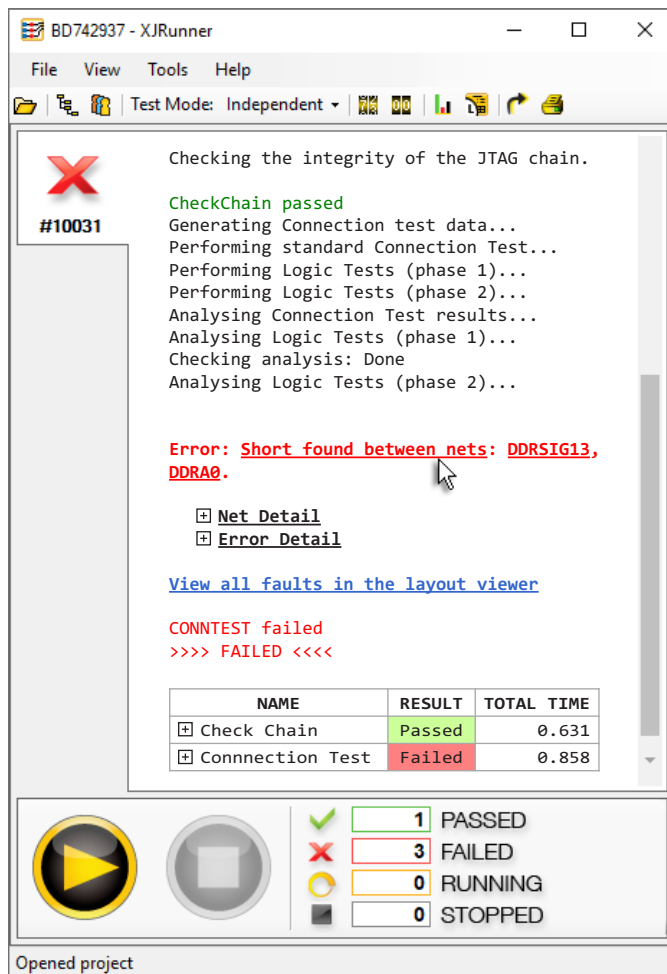 BD742937 - XJRunner
File View Tools Help
Test Mode: Independent
#10031
Checking the integrity of the JTAG chain.
CheckChain passed
Generating Connection test data...
Performing standard Connection Test...
Performing Logic Tests (phase 1)...
Performing Logic Tests (phase 2)...
Analysing Connection Test results...
Analysing Logic Tests (phase 1)...
Checking analysis: Done
Analysing Logic Tests (phase 2)...
Error: Short found between nets: DDRSIG13,
DDRA0.
Net Detail
Error Detail
View all faults in the layout viewer
CONNTEST failed
>>>> FAILED <<<<
NAME RESULT TOTAL TIME
Check Chain Passed 0.631
Connnection Test Failed 0.858
1 PASSED
3 FAILED
0 RUNNING
0 STOPPED
Opened project